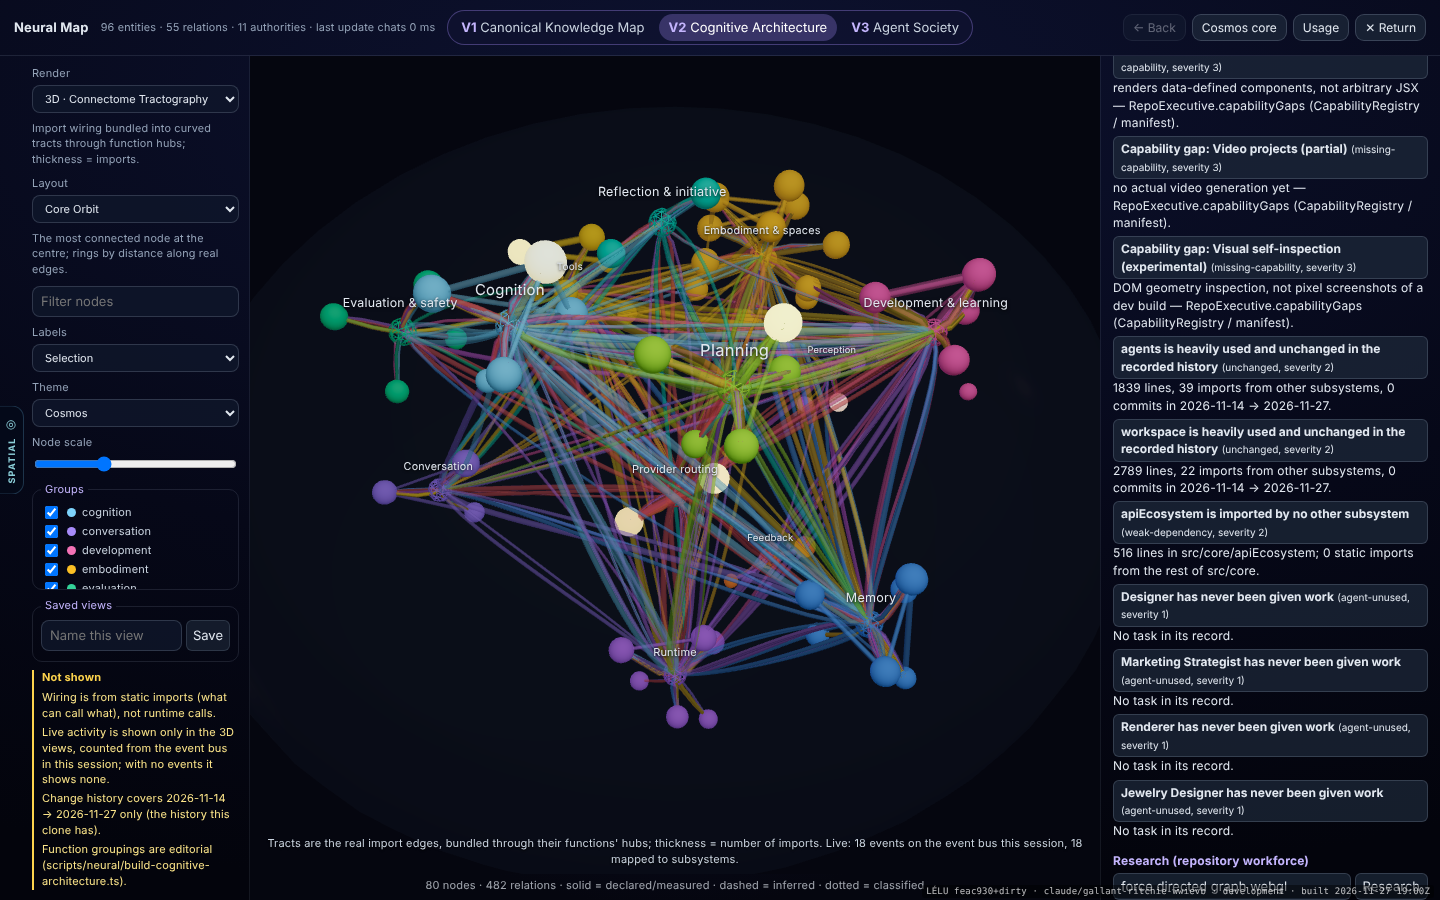 Neural Map
96 entities · 55 relations · 11 authorities · last update chats 0 ms
V1 Canonical Knowledge Map
V2 Cognitive Architecture
V3 Agent Society
← Back
Cosmos core
Usage
✕ Return
Render
3D · Connectome Tractography
Import wiring bundled into curved
tracts through function hubs;
thickness = imports.
Layout
Core Orbit
The most connected node at the
centre; rings by distance along real
edges.
Filter nodes
Labels
Selection
Theme
Cosmos
Node scale
SPATIAL
Groups
cognition
conversation
development
embodiment
evaluation
Saved views
Name this view
Save
Not shown
Wiring is from static imports (what
can call what), not runtime calls.
Live activity is shown only in the 3D
views, counted from the event bus
in this session; with no events it
shows none.
Change history covers 2026-11-14
→ 2026-11-27 only (the history this
clone has).
Function groupings are editorial
(scripts/neural/build-cognitive-
architecture.ts).
Reflection & initiative
Embodiment & spaces
Tools
Cognition
Evaluation & safety
Development & learning
Planning
Perception
Conversation
Provider routing
Feedback
Memory
Runtime
Tracts are the real import edges, bundled through their functions' hubs; thickness = number of imports. Live: 18 events on the event bus this session, 18
mapped to subsystems.
80 nodes · 482 relations · solid = declared/measured · dashed = inferred · dotted = classified
capability, severity 3)
renders data-defined components, not arbitrary JSX
— RepoExecutive.capabilityGaps (CapabilityRegistry
/ manifest).
Capability gap: Video projects (partial) (missing-
capability, severity 3)
no actual video generation yet —
RepoExecutive.capabilityGaps (CapabilityRegistry /
manifest).
Capability gap: Visual self-inspection
(experimental) (missing-capability, severity 3)
DOM geometry inspection, not pixel screenshots of a
dev build — RepoExecutive.capabilityGaps
(CapabilityRegistry / manifest).
agents is heavily used and unchanged in the
recorded history (unchanged, severity 2)
1839 lines, 39 imports from other subsystems, 0
commits in 2026-11-14 → 2026-11-27.
workspace is heavily used and unchanged in the
recorded history (unchanged, severity 2)
2789 lines, 22 imports from other subsystems, 0
commits in 2026-11-14 → 2026-11-27.
apiEcosystem is imported by no other subsystem
(weak-dependency, severity 2)
516 lines in src/core/apiEcosystem; 0 static imports
from the rest of src/core.
Designer has never been given work (agent-unused,
severity 1)
No task in its record.
Marketing Strategist has never been given work
(agent-unused, severity 1)
No task in its record.
Renderer has never been given work (agent-unused,
severity 1)
No task in its record.
Jewelry Designer has never been given work
(agent-unused, severity 1)
No task in its record.
Research (repository workforce)
force directed graph webgl
Research
LÉLU feac930+dirty · claude/gallant-ritchie- · development · built 2026-11-27 19:00Z